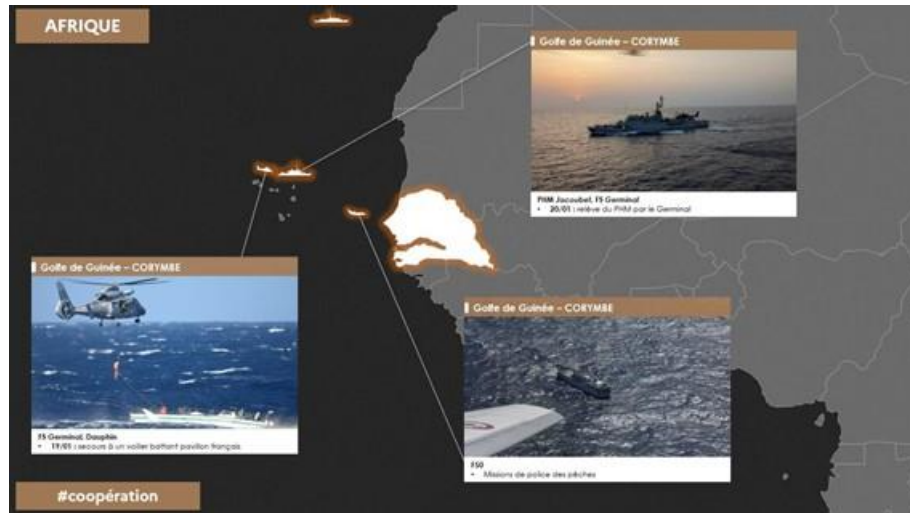 AFRIQUE
Golfe de Guinée – CORYMBE
PHM Jacoubet, FS Germinal
• 20/01 : relève du PHM par le Germinal
Golfe de Guinée – CORYMBE
FS Germinal, Dauphin
• 19/01 : secours à un voilier battant pavillon français
Golfe de Guinée – CORYMBE
F50
• Missions de police des pêches
#coopération